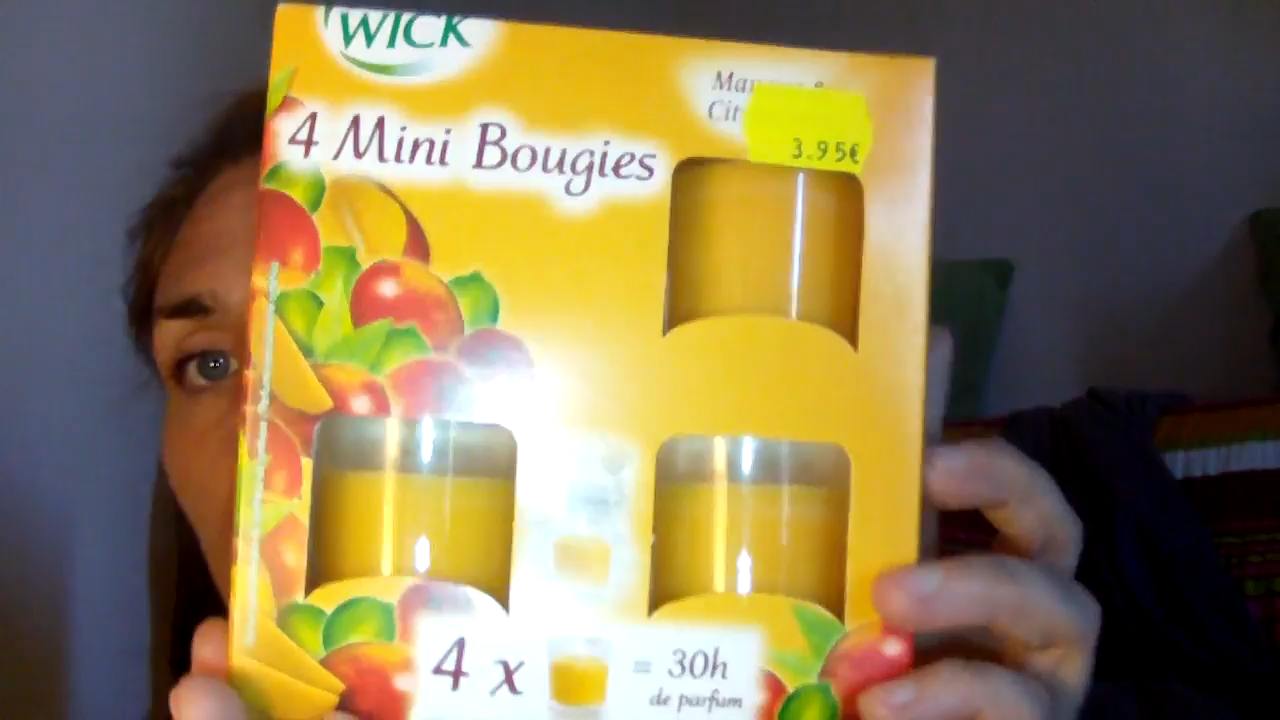 WICK
4 Mini Bougies
3.95€
4 x = 30h
de parfum